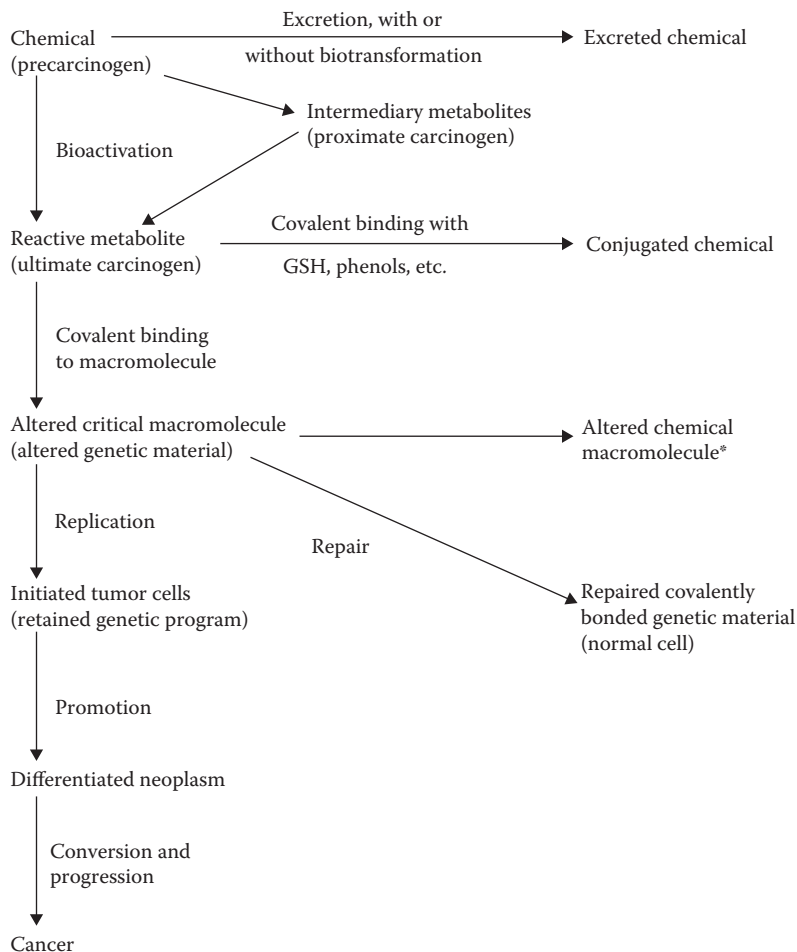 Chemical
(precarcinogen)
Excretion, with or
without biotransformation
Excreted chemical
Intermediary metabolites
(proximate carcinogen)
Bioactivation
Reactive metabolite
(ultimate carcinogen)
Covalent binding with
GSH, phenols, etc.
Conjugated chemical
Covalent binding
to macromolecule
Altered critical macromolecule
(altered genetic material)
Altered chemical
macromolecule*
Replication
Repair
Initiated tumor cells
(retained genetic program)
Repaired covalently
bonded genetic material
(normal cell)
Promotion
Differentiated neoplasm
Conversion and
progression
Cancer